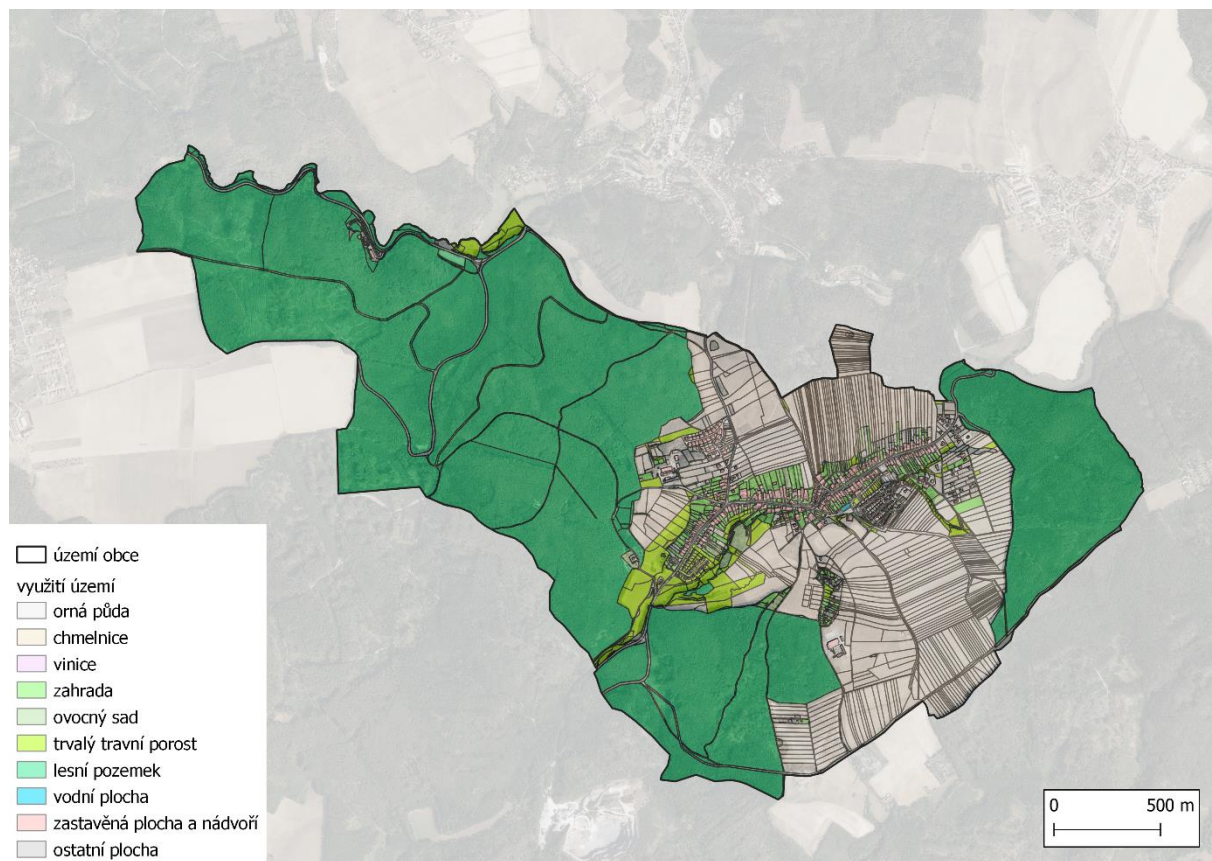 území obce
využití území
orná půda
chmelnice
vinice
zahrada
ovocný sad
trvalý travní porost
lesní pozemek
vodní plocha
zastavěná plocha a nádvoří
ostatní plocha
0 500 m